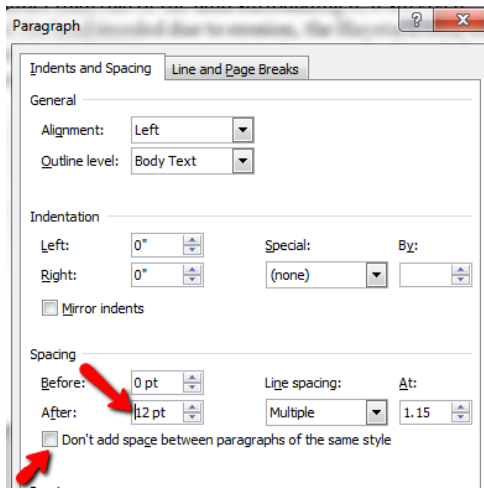 Paragraph
Indents and Spacing Line and Page Breaks
General
Alignment: Left
Outline level: Body Text
Indentation
Left: 0" Special: By:
Right: 0" (none)
Mirror indents
Spacing
Before: 0 pt Line spacing: At:
After: 12 pt Multiple 1.15
Don't add space between paragraphs of the same style